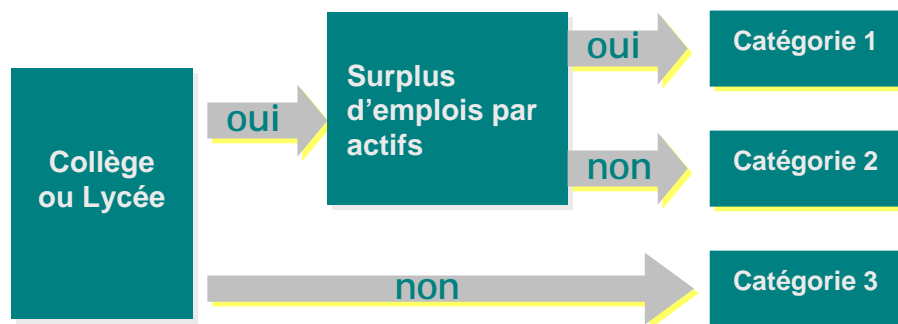 Collège
ou Lycée
oui
Surplus
d’emplois par
actifs
oui
Catégorie 1
non
Catégorie 2
non
Catégorie 3